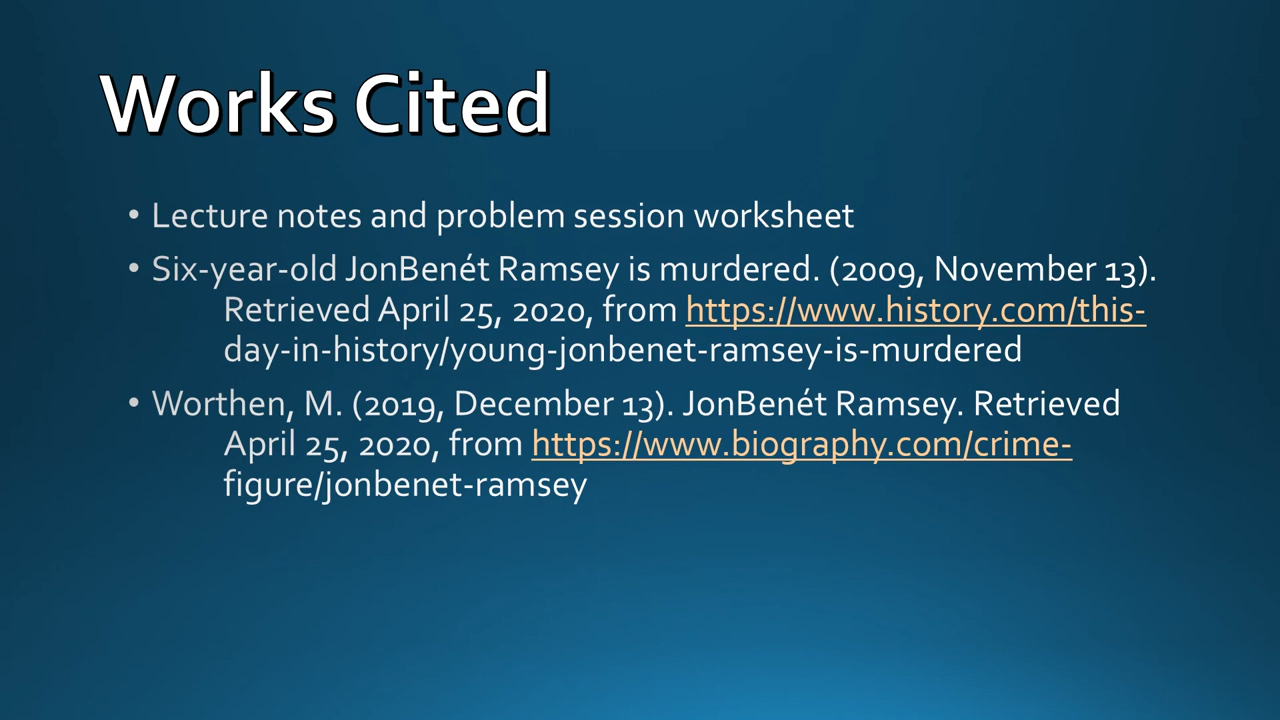 Works Cited
• Lecture notes and problem session worksheet
• Six-year-old JonBenét Ramsey is murdered. (2009, November 13).
Retrieved April 25, 2020, from https://www.history.com/this-
day-in-history/young-jonbenet-ramsey-is-murdered
• Worthen, M. (2019, December 13). JonBenét Ramsey. Retrieved
April 25, 2020, from https://www.biography.com/crime-
figure/jonbenet-ramsey